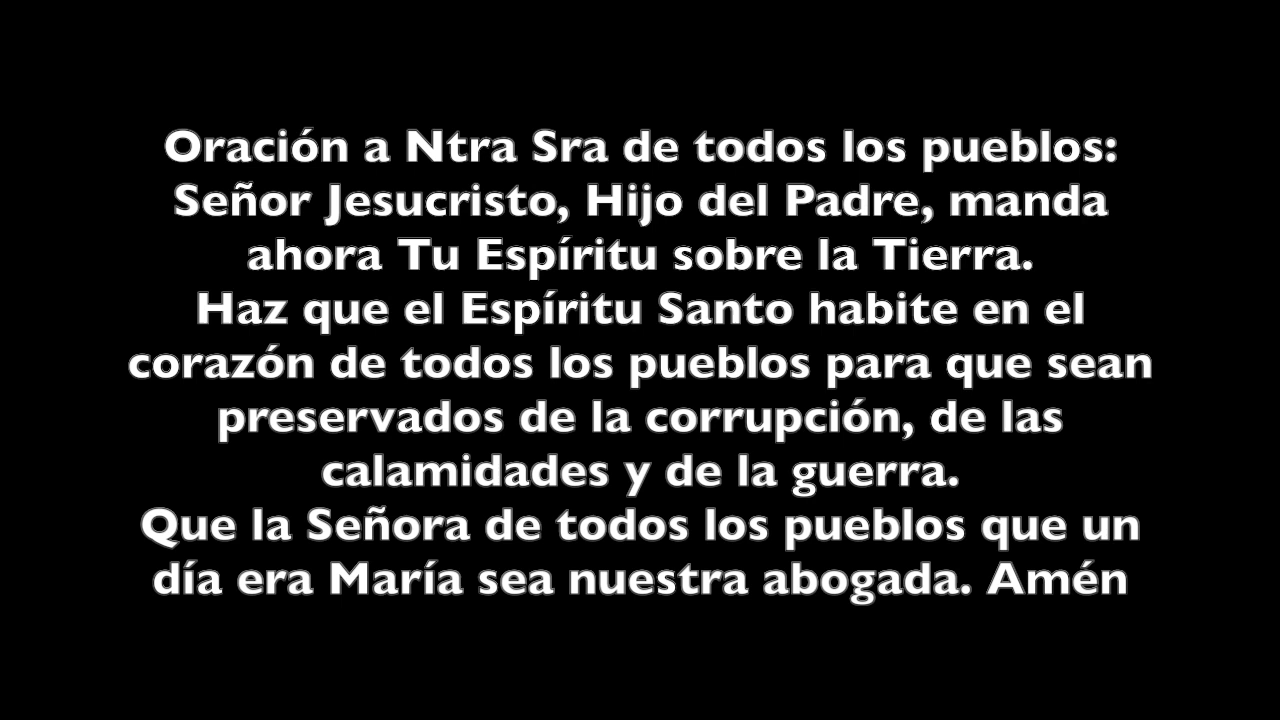 Oración a Ntra Sra de todos los pueblos:
Señor Jesucristo, Hijo del Padre, manda
ahora Tu Espíritu sobre la Tierra.
Haz que el Espíritu Santo habite en el
corazón de todos los pueblos para que sean
preservados de la corrupción, de las
calamidades y de la guerra.
Que la Señora de todos los pueblos que un
día era María sea nuestra abogada. Amén